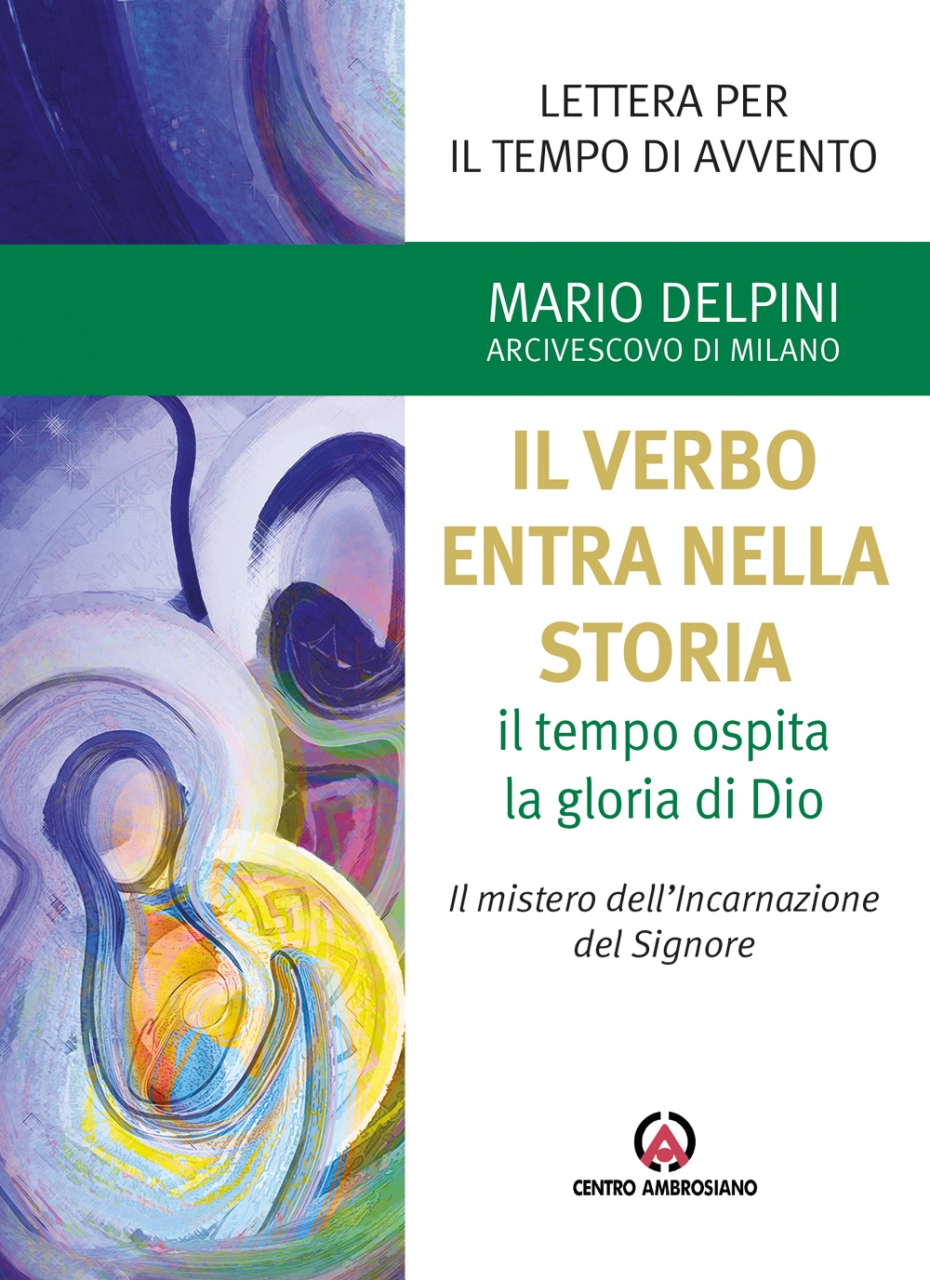 LETTERA PER
IL TEMPO DI AVVENTO
MARIO DELPINI
ARCIVESCOVO DI MILANO
IL VERBO
ENTRA NELLA
STORIA
il tempo ospita
la gloria di Dio
Il mistero dell’Incarnazione
del Signore
CENTRO AMBROSIANO